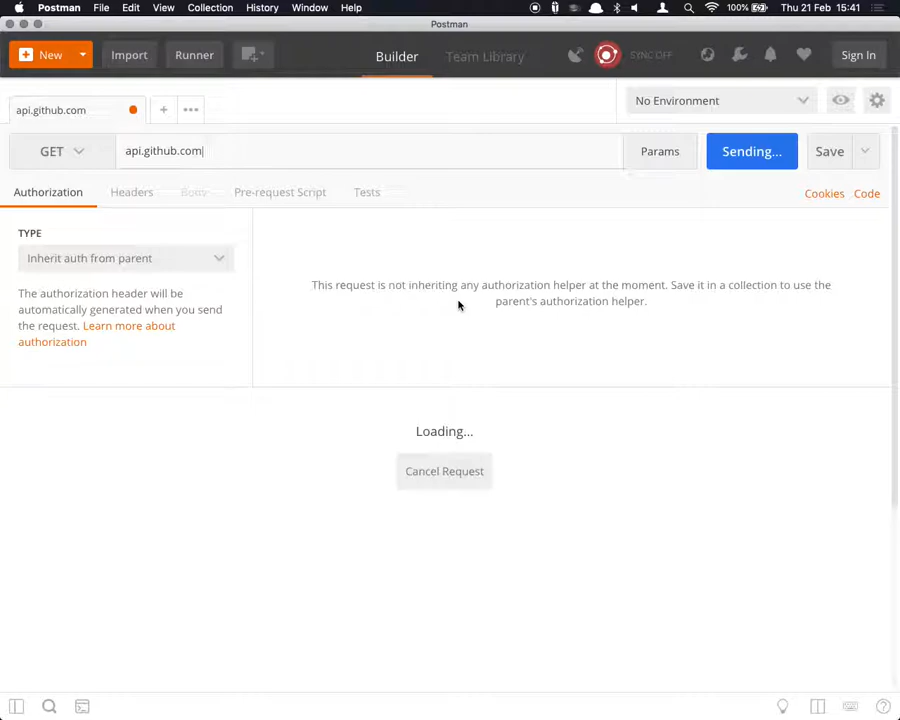 Postman File Edit View Collection History Window Help 100% Thu 21 Feb 15:41
Postman
New Import Runner Builder Team Library SYNC OFF Sign In
api.github.com No Environment
GET api.github.com Params Sending... Save
Authorization Headers Body Pre-request Script Tests Cookies Code
TYPE
Inherit auth from parent
The authorization header will be
automatically generated when you send
the request. Learn more about
authorization
This request is not inheriting any authorization helper at the moment. Save it in a collection to use the
parent's authorization helper.
Loading...
Cancel Request